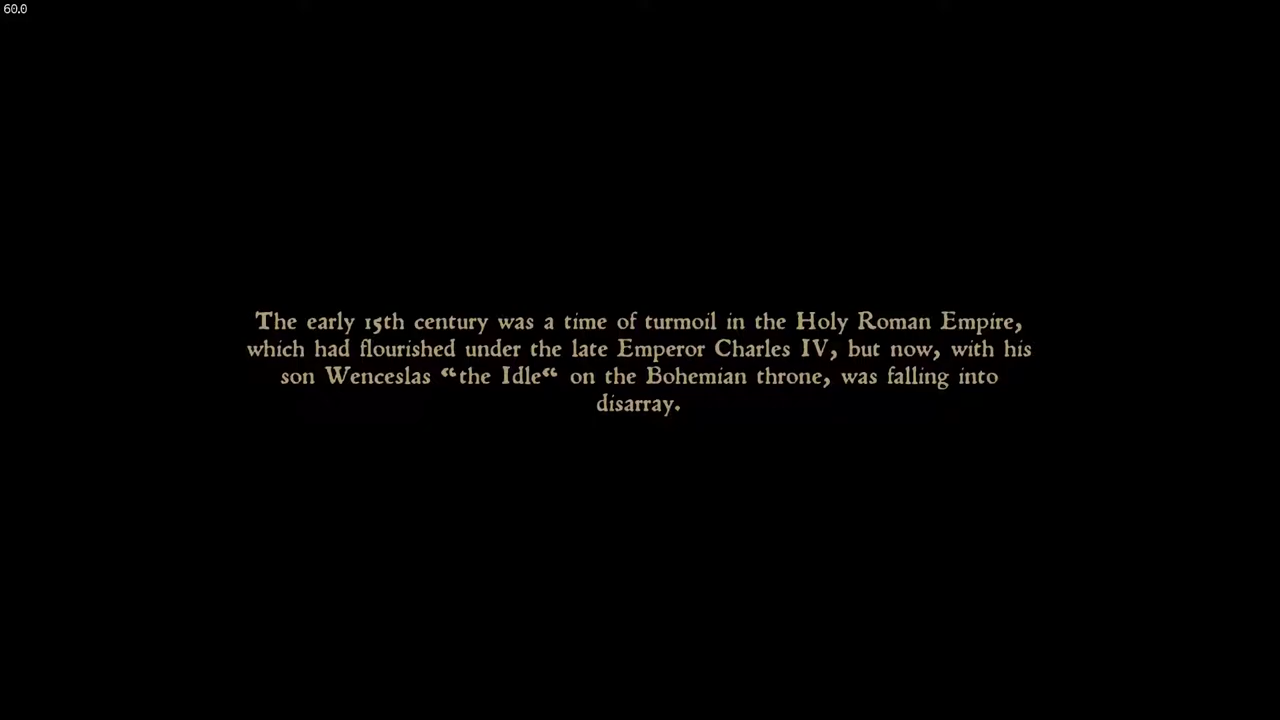 60.0
The early 15th century was a time of turmoil in the Holy Roman Empire,
which had flourished under the late Emperor Charles IV, but now, with his
son Wenceslas “the Idle“ on the Bohemian throne, was falling into
disarray.